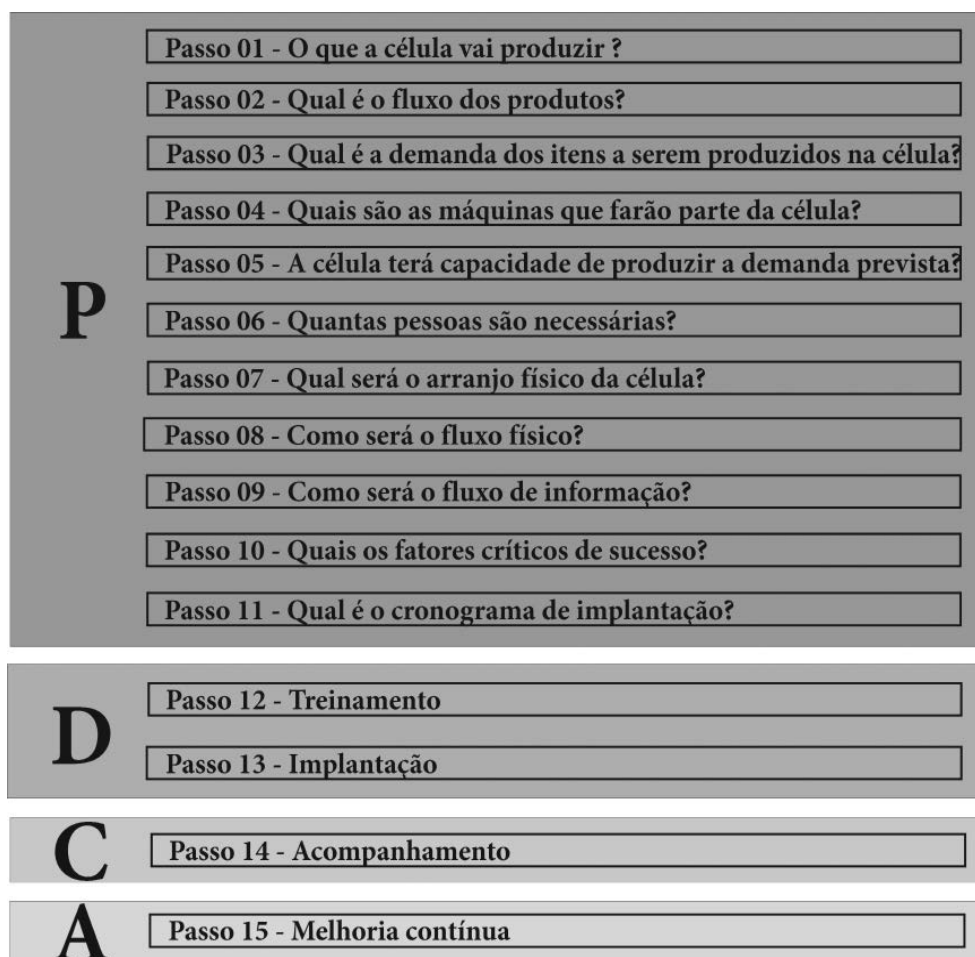 P
Passo 01 - O que a célula vai produzir ?
Passo 02 - Qual é o fluxo dos produtos?
Passo 03 - Qual é a demanda dos itens a serem produzidos na célula?
Passo 04 - Quais são as máquinas que farão parte da célula?
Passo 05 - A célula terá capacidade de produzir a demanda prevista?
Passo 06 - Quantas pessoas são necessárias?
Passo 07 - Qual será o arranjo físico da célula?
Passo 08 - Como será o fluxo físico?
Passo 09 - Como será o fluxo de informação?
Passo 10 - Quais os fatores críticos de sucesso?
Passo 11 - Qual é o cronograma de implantação?
D
Passo 12 - Treinamento
Passo 13 - Implantação
C
Passo 14 - Acompanhamento
A
Passo 15 - Melhoria contínua